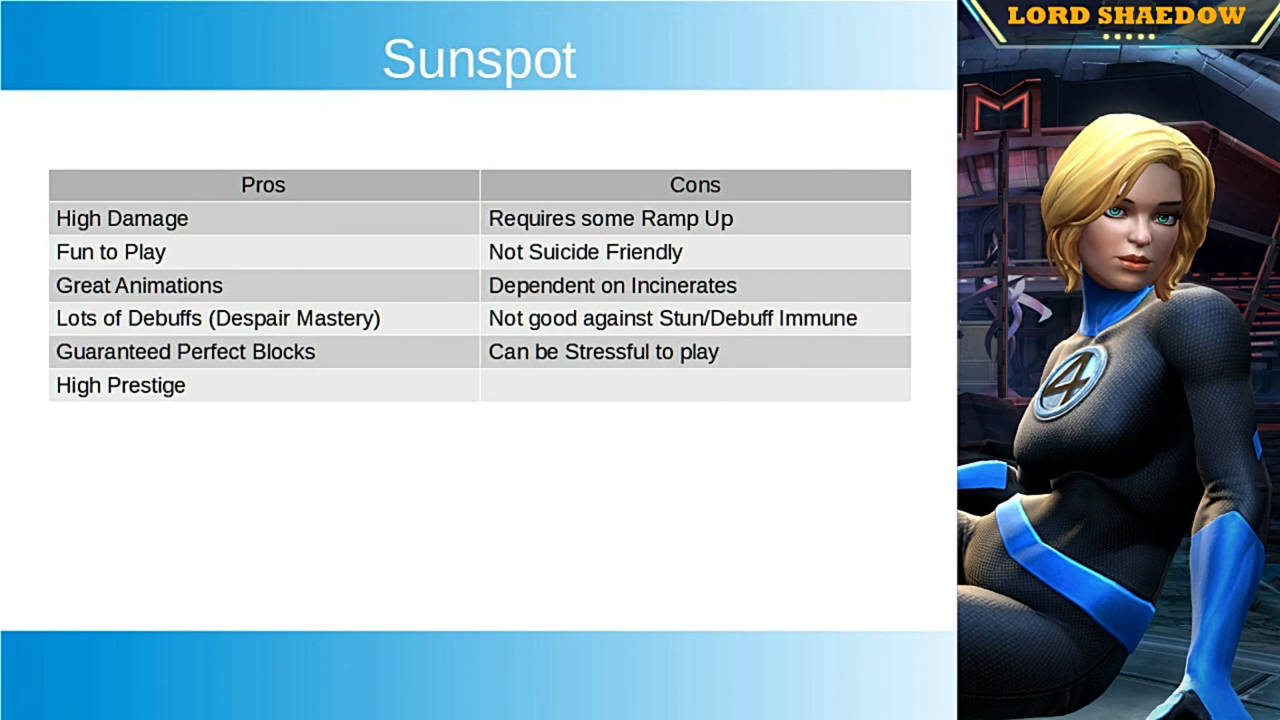 Sunspot
LORD SHAEDOW
M
Pros Cons
High Damage Requires some Ramp Up
Fun to Play Not Suicide Friendly
Great Animations Dependent on Incinerates
Lots of Debuffs (Despair Mastery) Not good against Stun/Debuff Immune
Guaranteed Perfect Blocks Can be Stressful to play
High Prestige
4